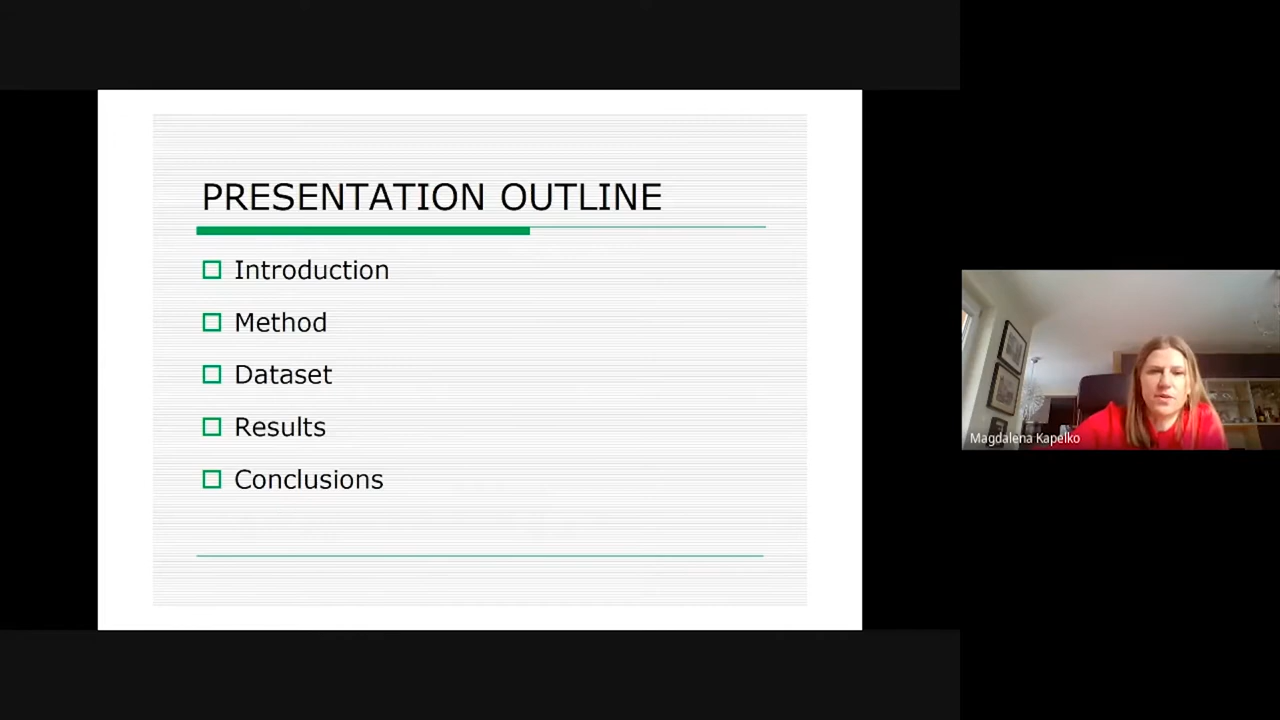 PRESENTATION OUTLINE
Introduction
Method
Dataset
Results
Conclusions
Magdalena Kapelko